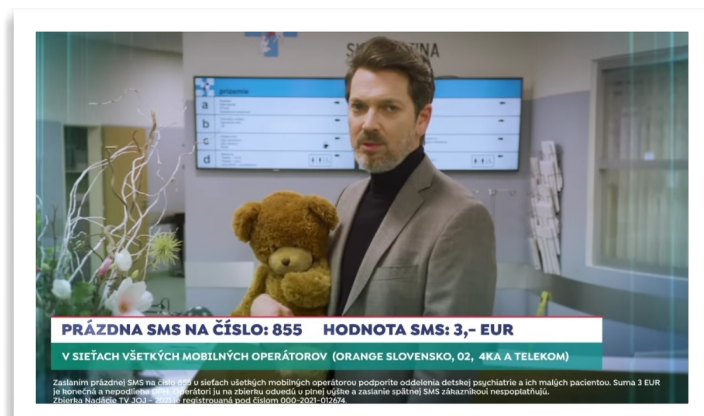 prízemie
a
b
c
d
PRÁZDNA SMS NA ČÍSLO: 855 HODNOTA SMS: 3,– EUR
V SIEŤACH VŠETKÝCH MOBILNÝCH OPERÁTOROV (ORANGE SLOVENSKO, O2, 4KA A TELEKOM)
Zaslaním prázdnej SMS na číslo 855 v sieťach všetkých mobilných operátorov podporíte oddelenia detskej psychiatrie a ich malých pacientov. Suma 3 EUR
je konečná a nepodlieha DPH. Operátori ju na zbierku odvedú v plnej výške a zaslanie spätnej SMS zákazníkovi nespoplatňujú.
Zbierka Nadácie TV JOJ – 2021 je registrovaná pod číslom 000-2021-012674.